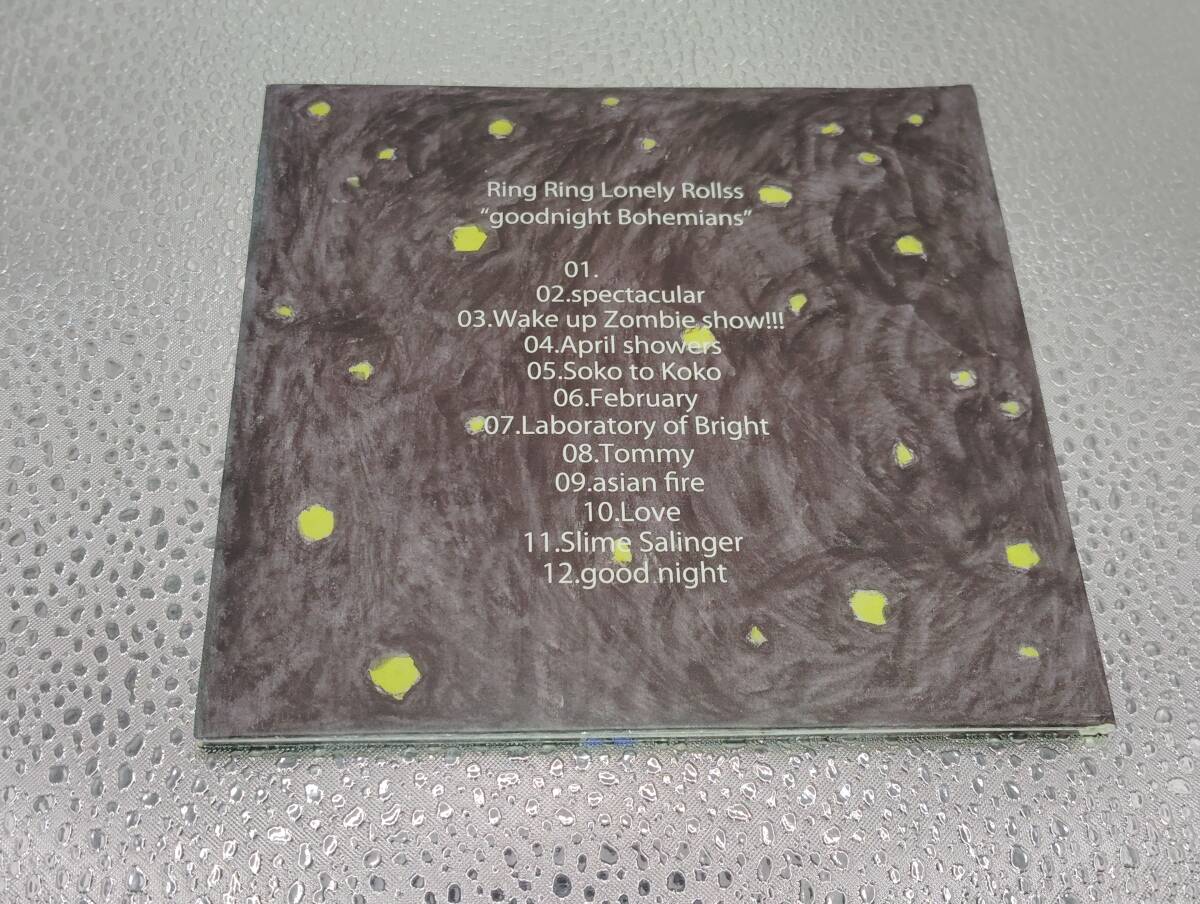 Ring Ring Lonely Rollss
“goodnight Bohemians”
01.
02.spectacular
03.Wake up Zombie show!!!
04.April showers
05.Soko to Koko
06.February
07.Laboratory of Bright
08.Tommy
09.asian fire
10.Love
11.Slime Salinger
12.good night